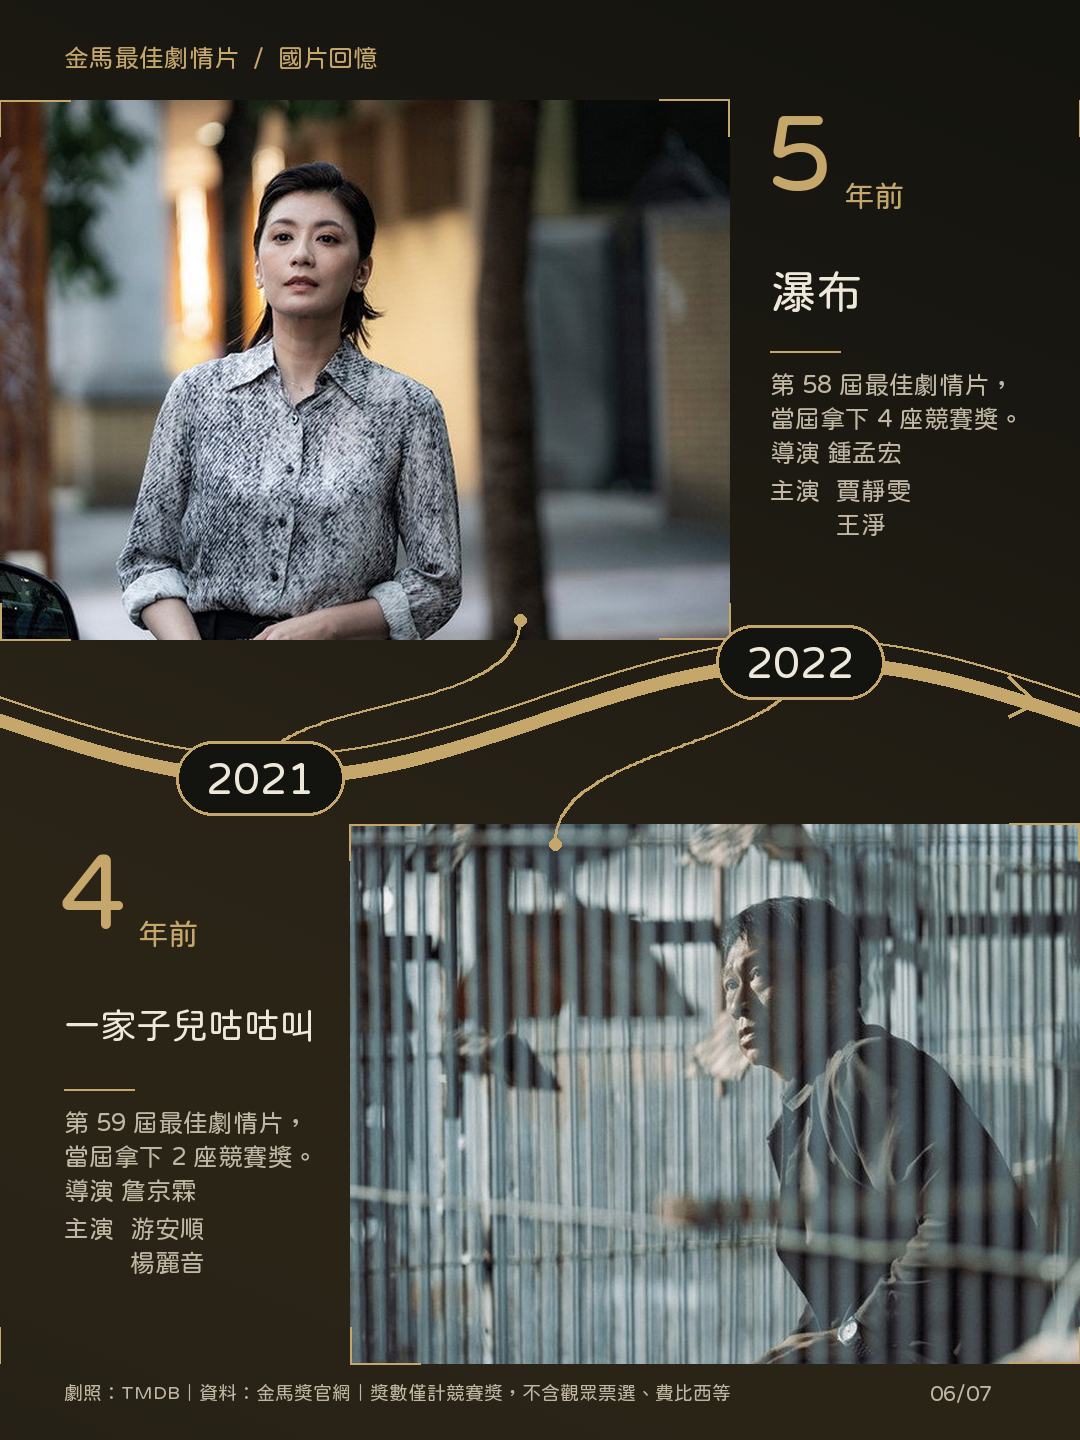 金馬最佳劇情片 / 國片回憶
5 年前
瀑布
第 58 屆最佳劇情片，
當屆拿下 4 座競賽獎。
導演 鍾孟宏
主演 賈靜雯
王淨
2022
2021
4 年前
一家子兒咕咕叫
第 59 屆最佳劇情片，
當屆拿下 2 座競賽獎。
導演 詹京霖
主演 游安順
楊麗音
劇照：TMDB｜資料：金馬獎官網｜獎數僅計競賽獎，不含觀眾票選、費比西等
06/07